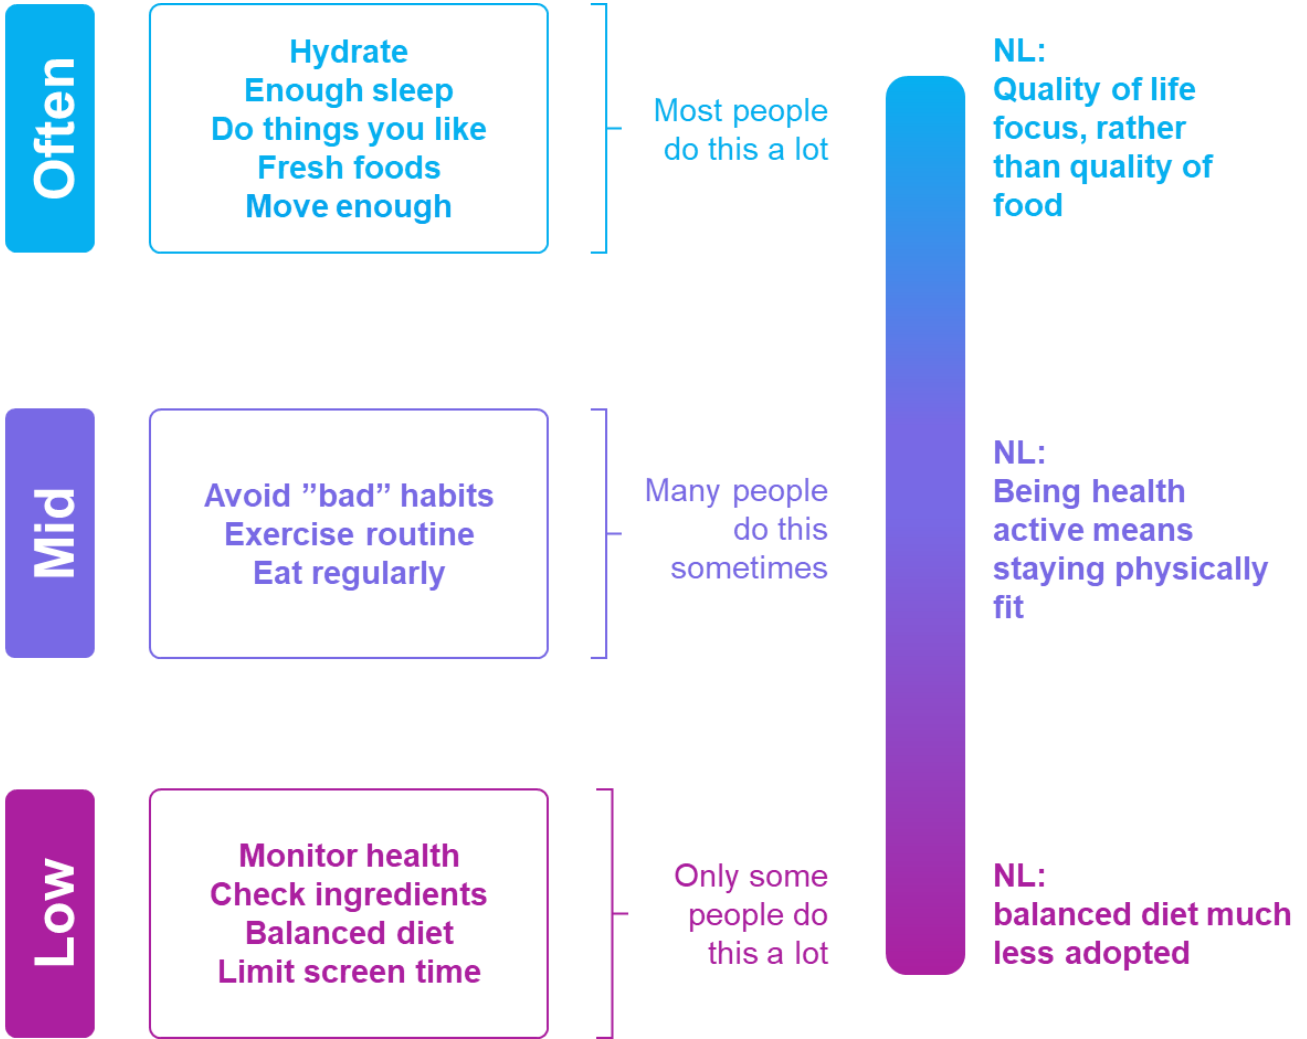 Often
Hydrate
Enough sleep
Do things you like
Fresh foods
Move enough
Most people
do this a lot
NL:
Quality of life
focus, rather
than quality of
food
Mid
Avoid ”bad” habits
Exercise routine
Eat regularly
Many people
do this
sometimes
NL:
Being health
active means
staying physically
fit
Low
Monitor health
Check ingredients
Balanced diet
Limit screen time
Only some
people do
this a lot
NL:
balanced diet much
less adopted